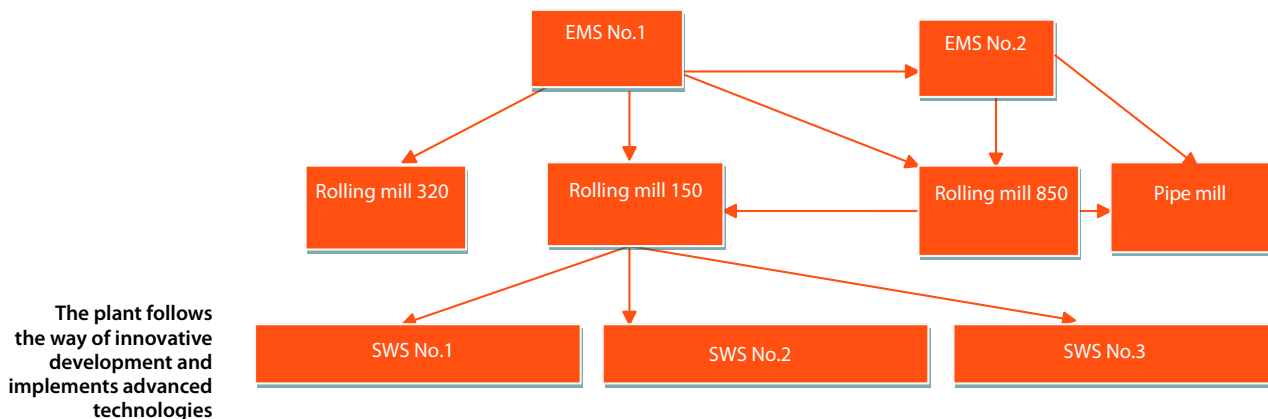 EMS No.1
EMS No.2
Rolling mill 320
Rolling mill 150
Rolling mill 850
Pipe mill
The plant follows
the way of innovative
development and
implements advanced
technologies
SWS No.1
SWS No.2
SWS No.3